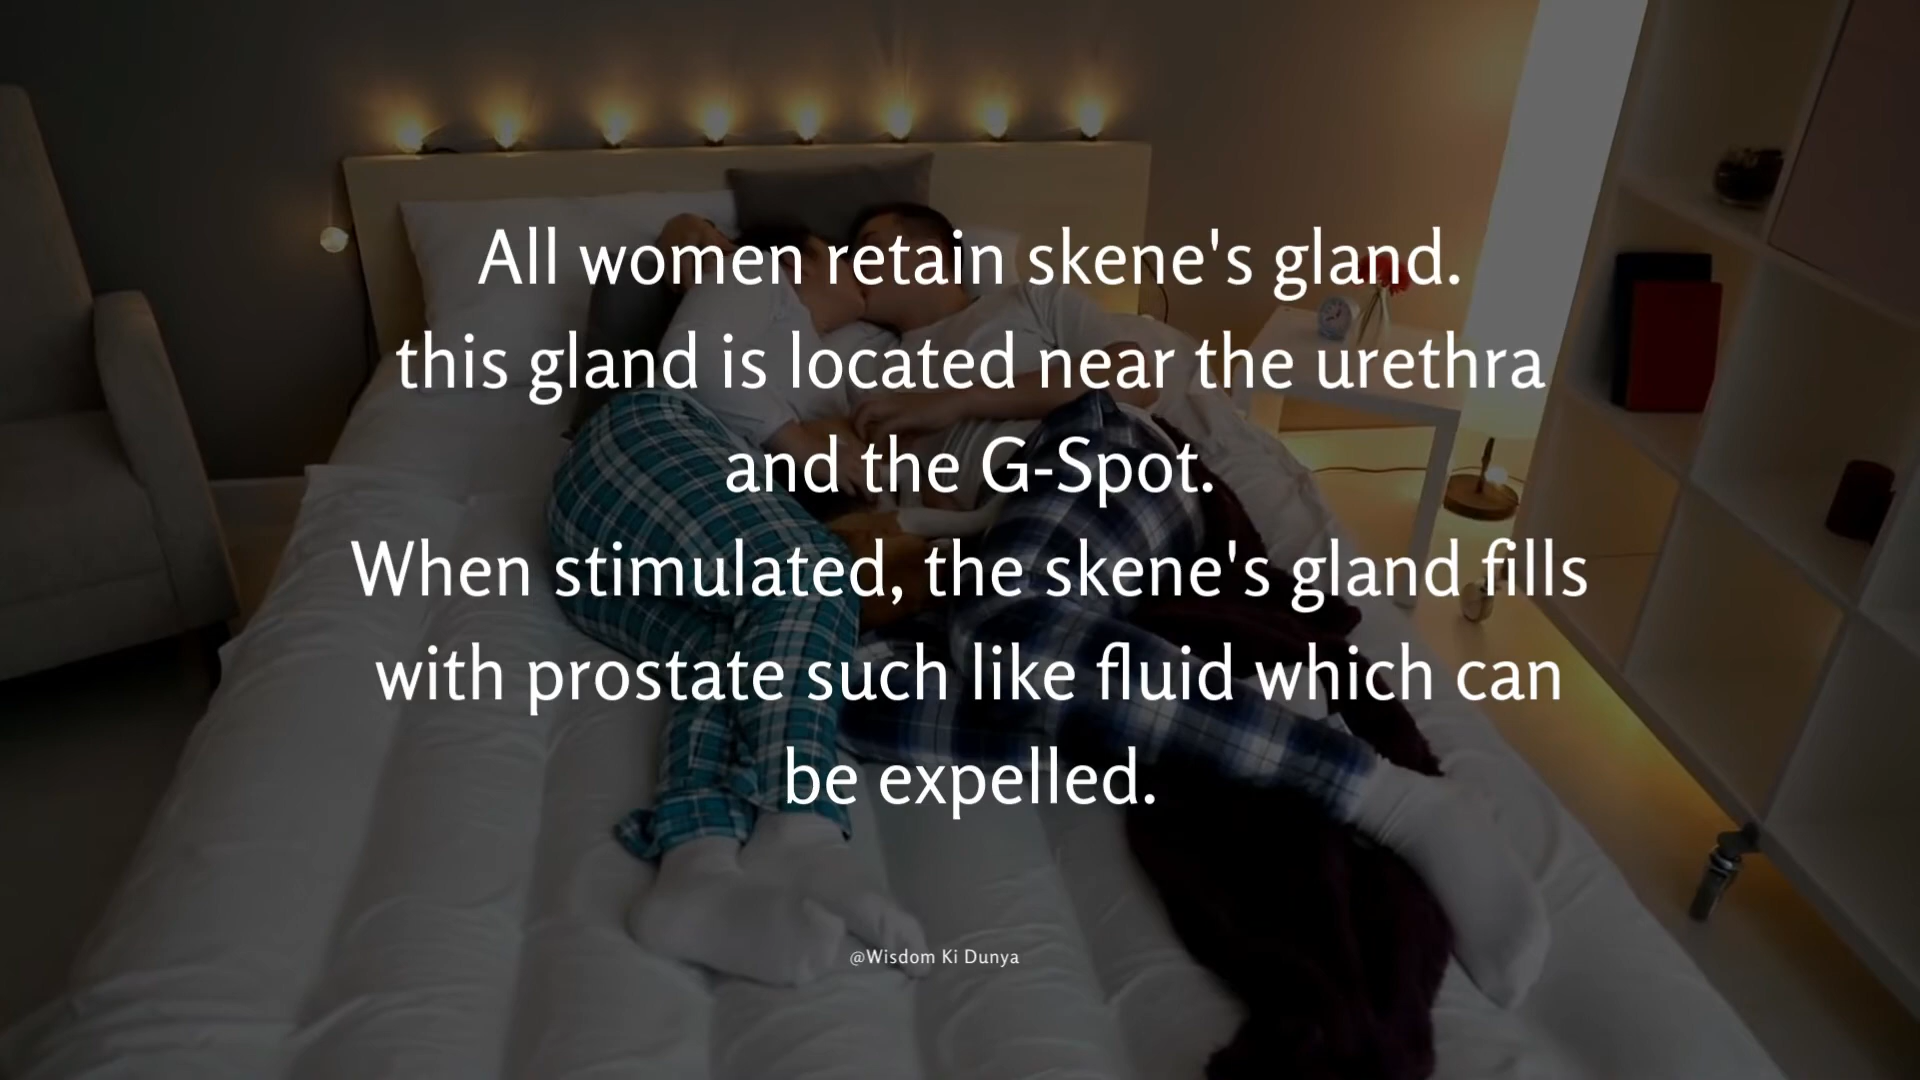 All women retain skene's gland.
this gland is located near the urethra
and the G-Spot.
When stimulated, the skene's gland fills
with prostate such like fluid which can
be expelled.
@Wisdom Ki Dunya